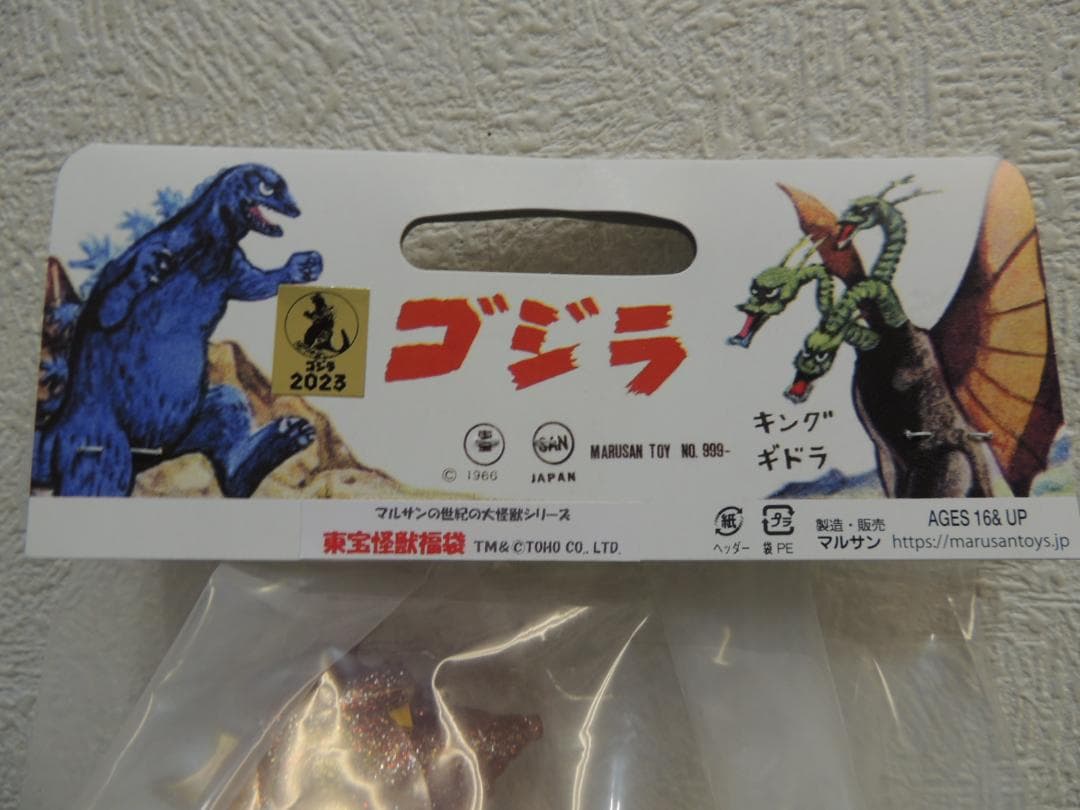 ゴジラ
ゴジラ
2023
キング
ギドラ
SAN
© 1966
JAPAN
MARUSAN TOY NO. 999-
マルサンの世紀の大怪獣シリーズ
東宝怪獣福袋 TM&©TOHO CO., LTD.
紙
ヘッダー
プラ
袋 PE
製造・販売
マルサン
AGES 16& UP
https://marusantoys.jp